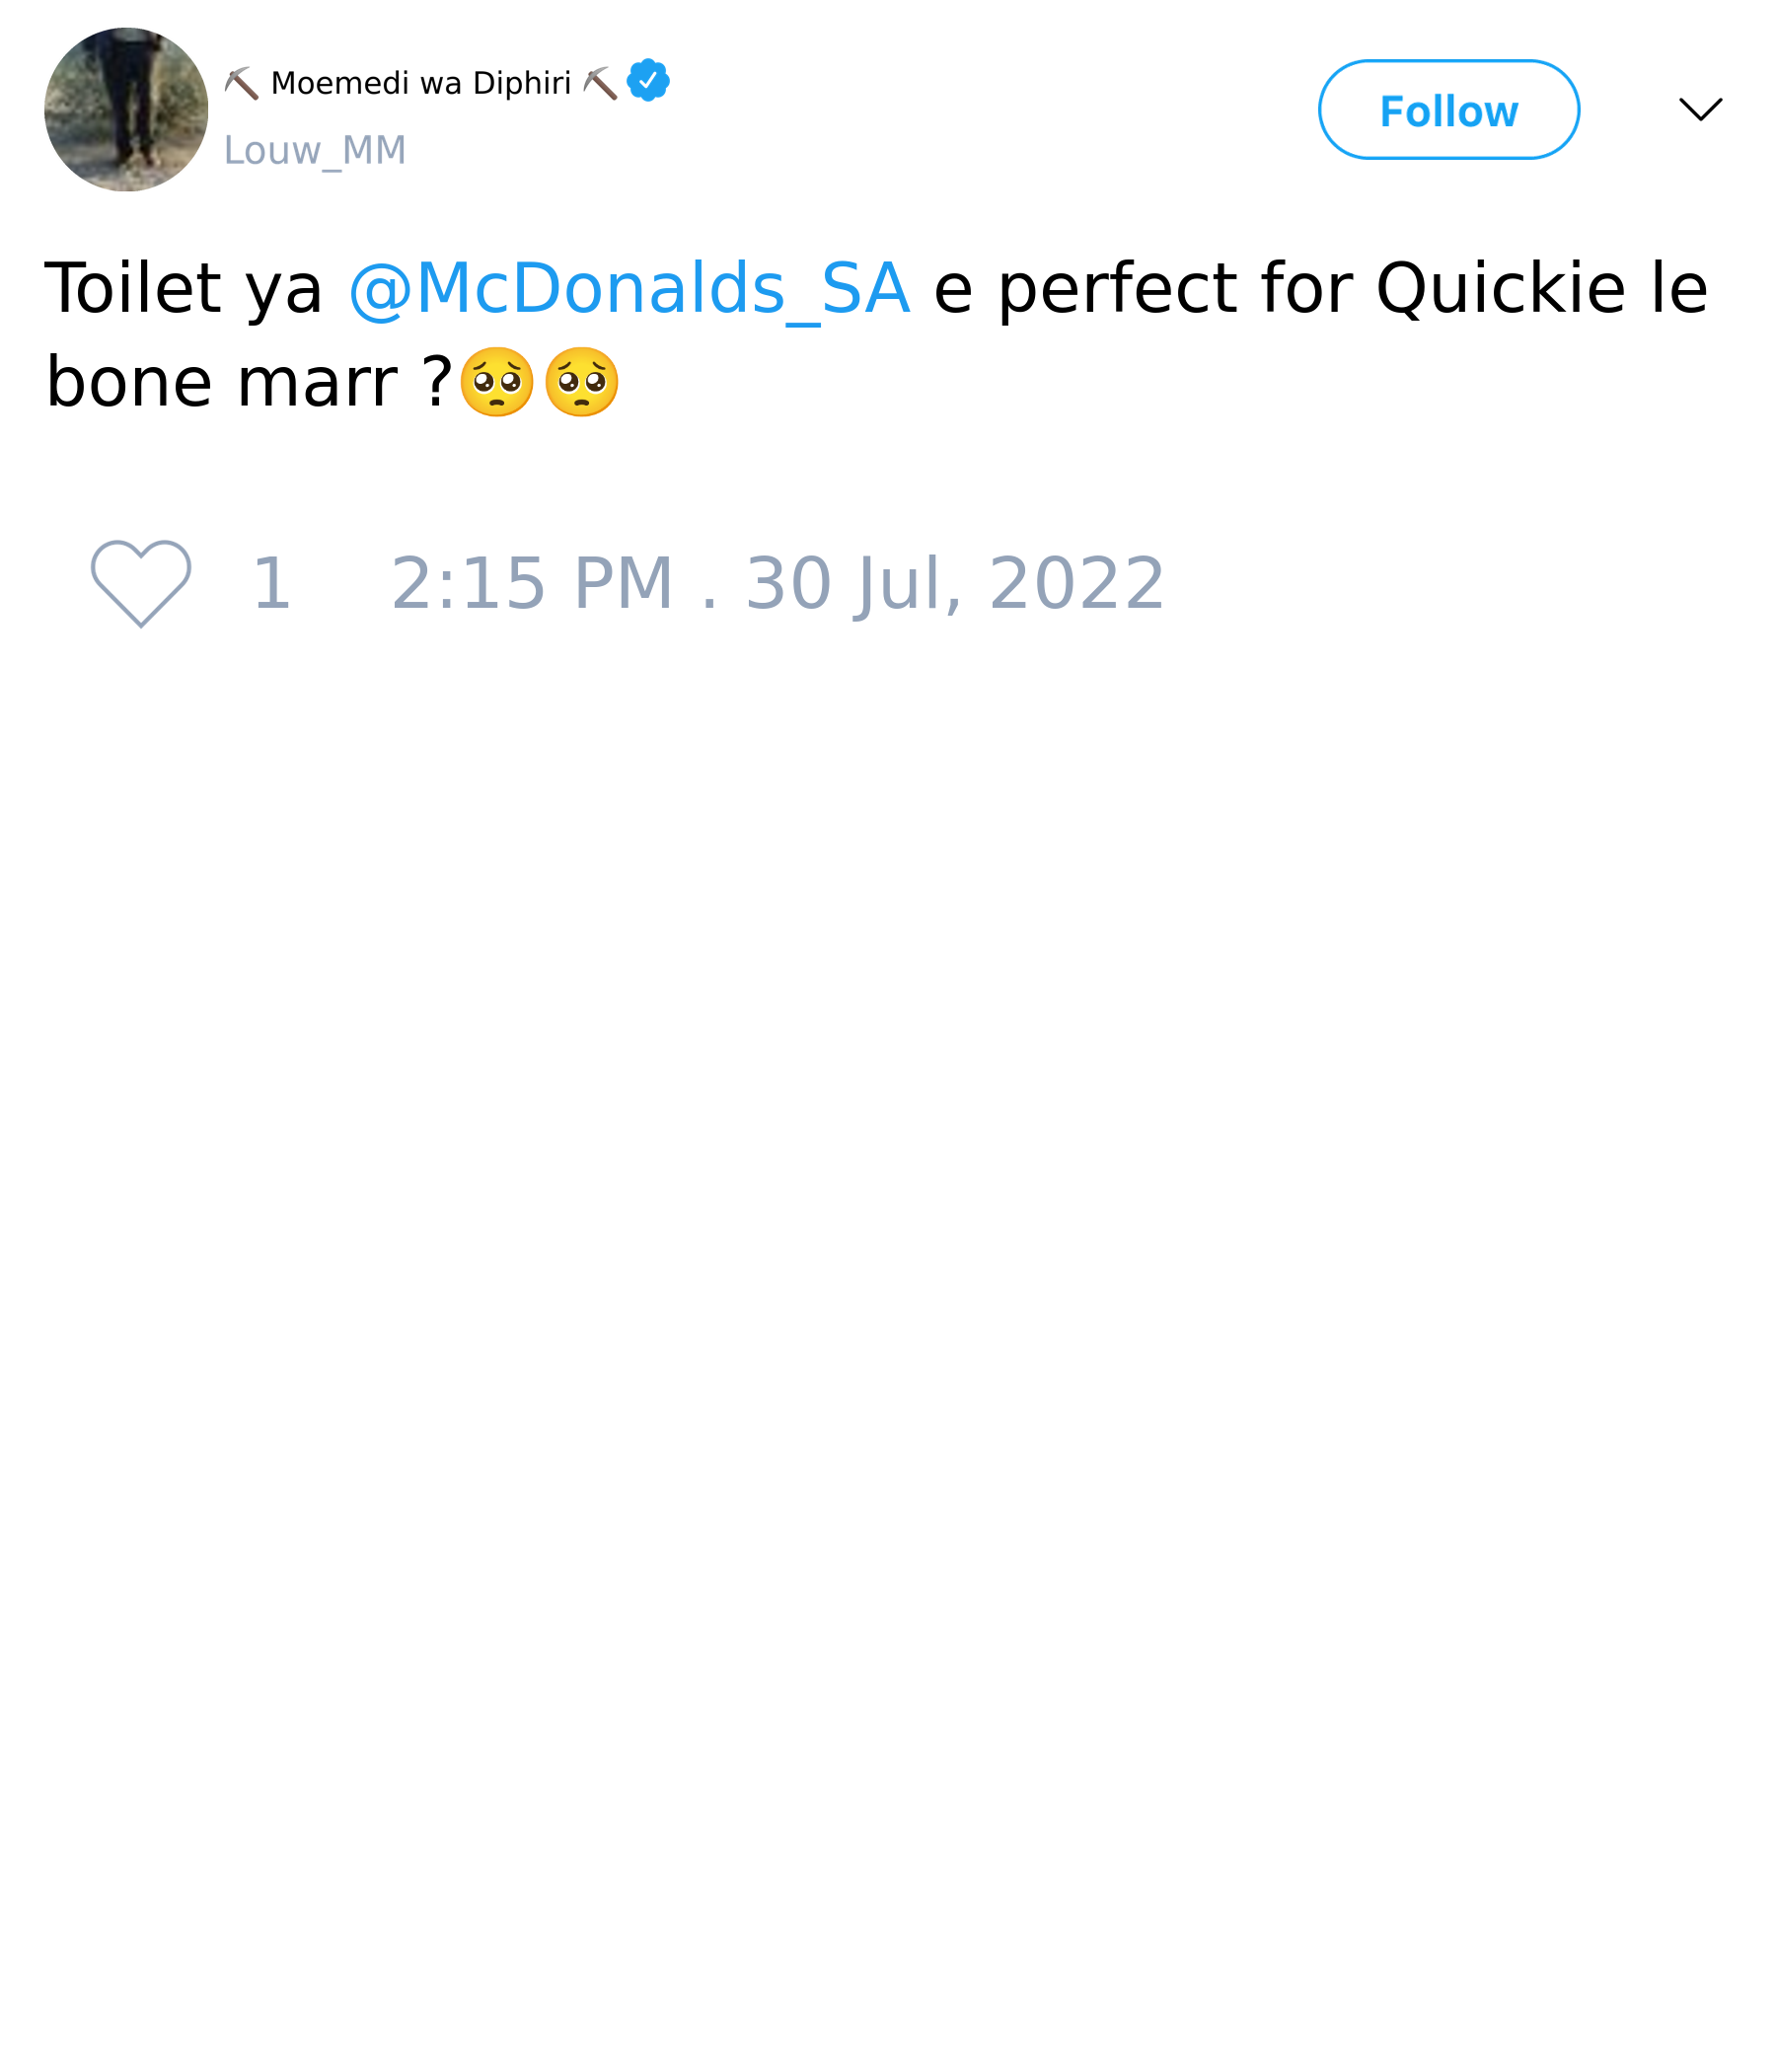 ⛏️ Moemedi wa Diphiri ⛏️
Louw_MM
Follow
Toilet ya @McDonalds_SA e perfect for Quickie le
bone marr ?🥺🥺
1 2:15 PM . 30 Jul, 2022